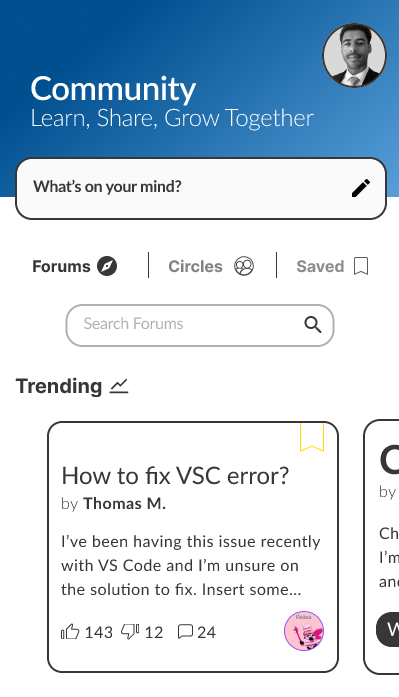 Community
Learn, Share, Grow Together
What's on your mind?
Forums
Circles
Saved
Search Forums
Trending
How to fix VSC error?
by Thomas M.
I've been having this issue recently
with VS Code and I'm unsure on
the solution to fix. Insert some...
143 12 24
C
by
Ch
I'm
and
W